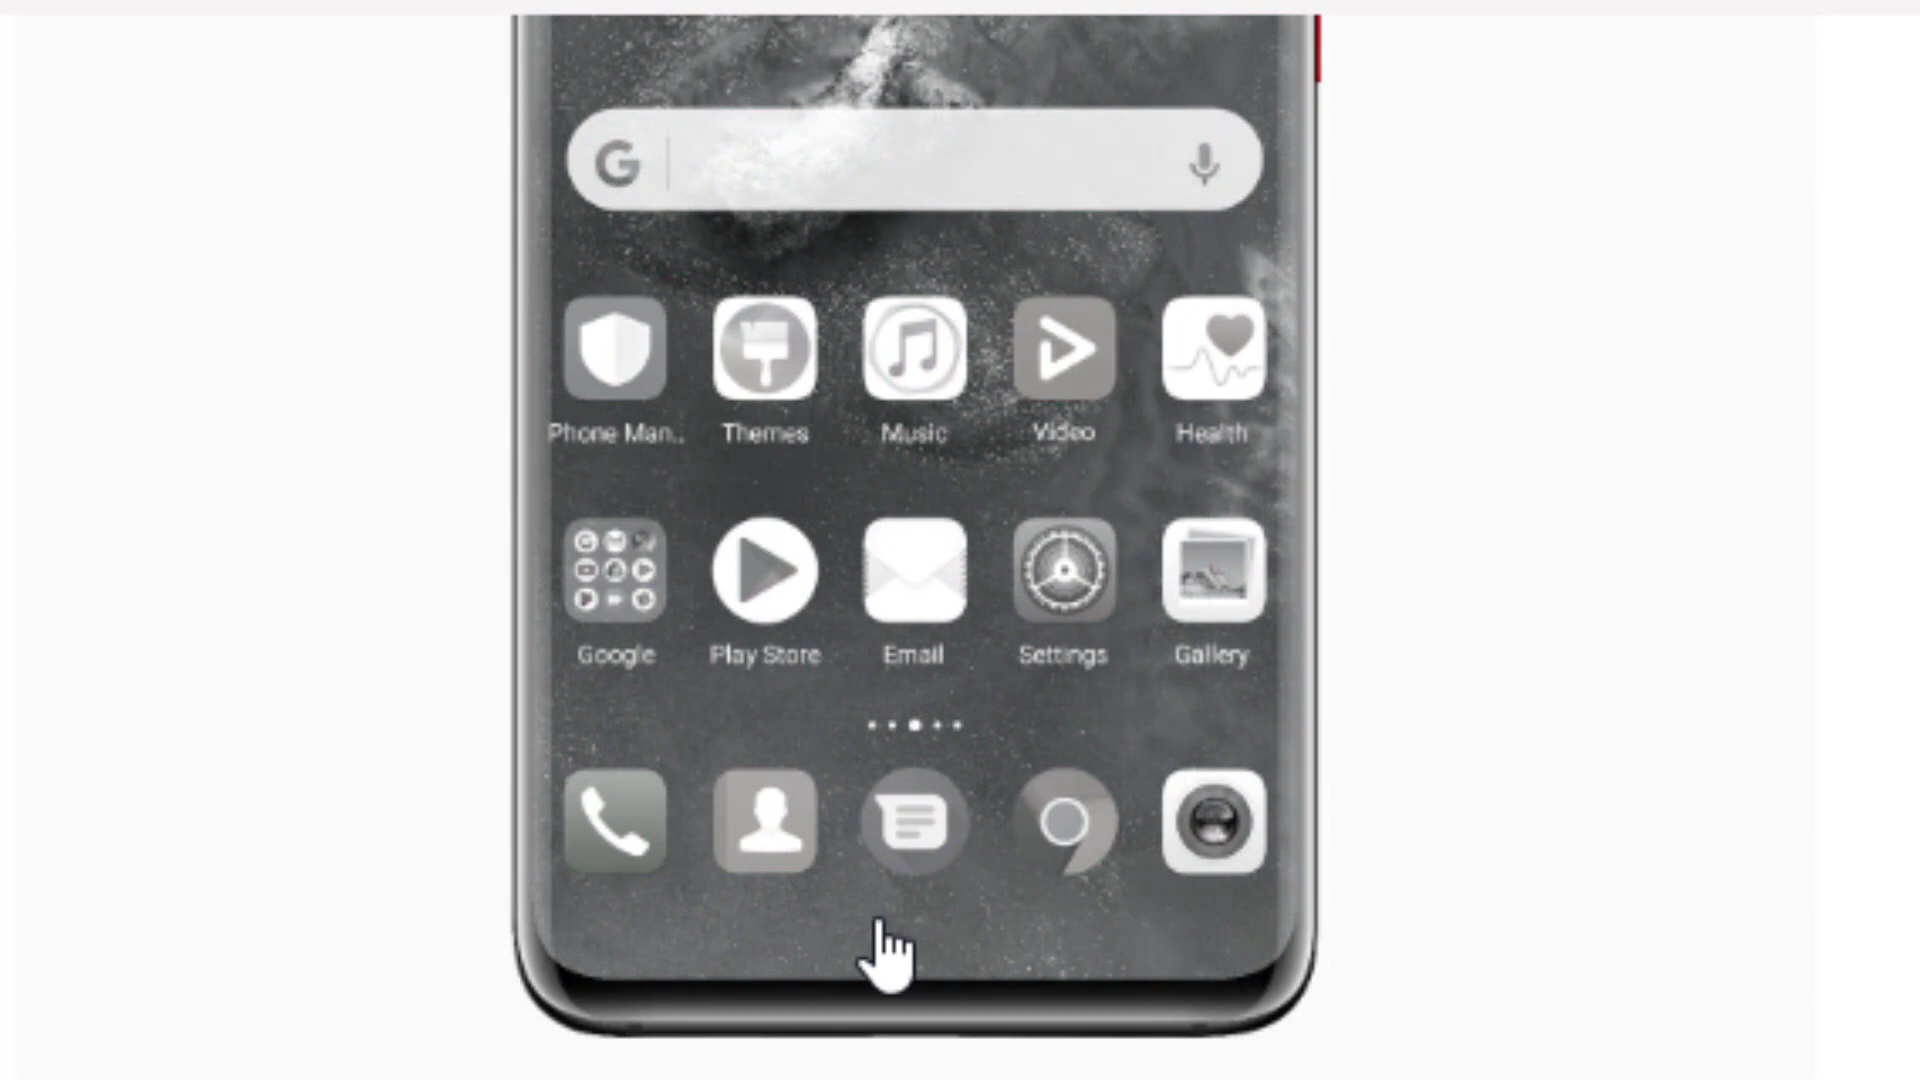 G
Phone Man..
Themes
Music
Video
Health
Google
Play Store
Email
Settings
Gallery